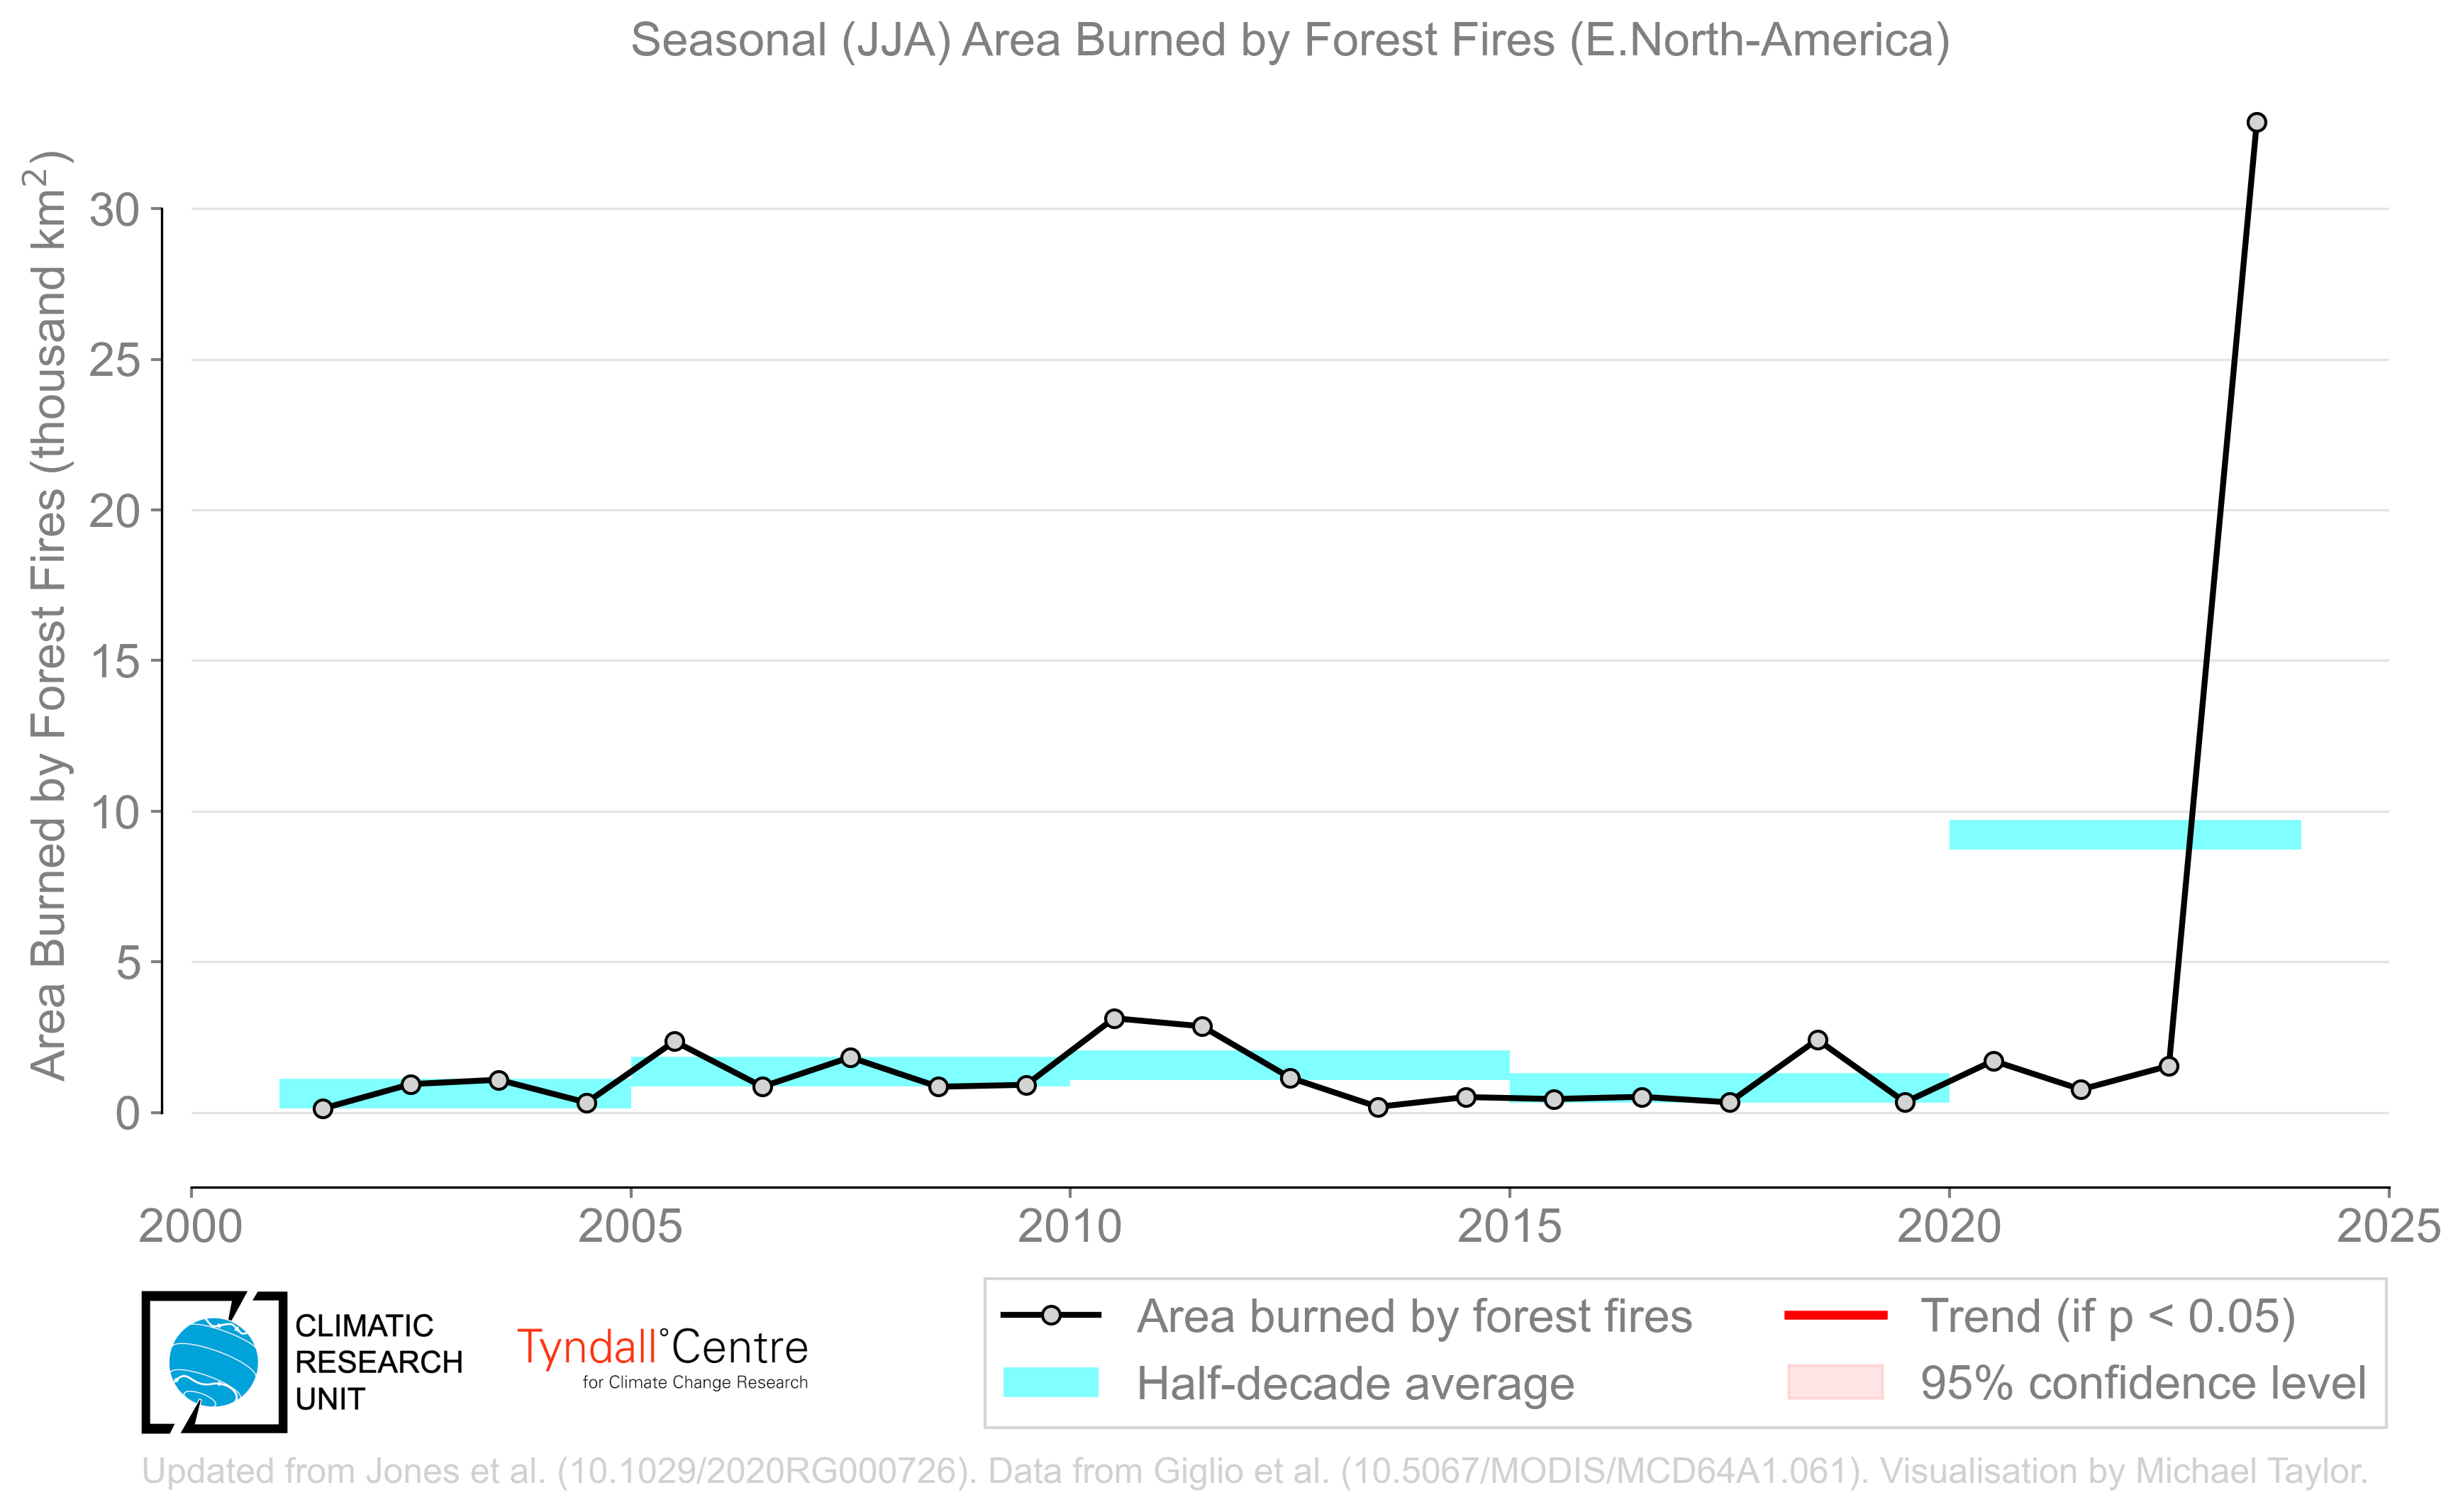 Seasonal (JJA) Area Burned by Forest Fires (E.North-America)
Area Burned by Forest Fires (thousand km²)
30
25
20
15
10
5
0
2000
2005
2010
2015
2020
2025
CLIMATIC
RESEARCH
UNIT
Tyndall°Centre
for Climate Change Research
Area burned by forest fires
Half-decade average
Trend (if p < 0.05)
95% confidence level
Updated from Jones et al. (10.1029/2020RG000726). Data from Giglio et al. (10.5067/MODIS/MCD64A1.061). Visualisation by Michael Taylor.